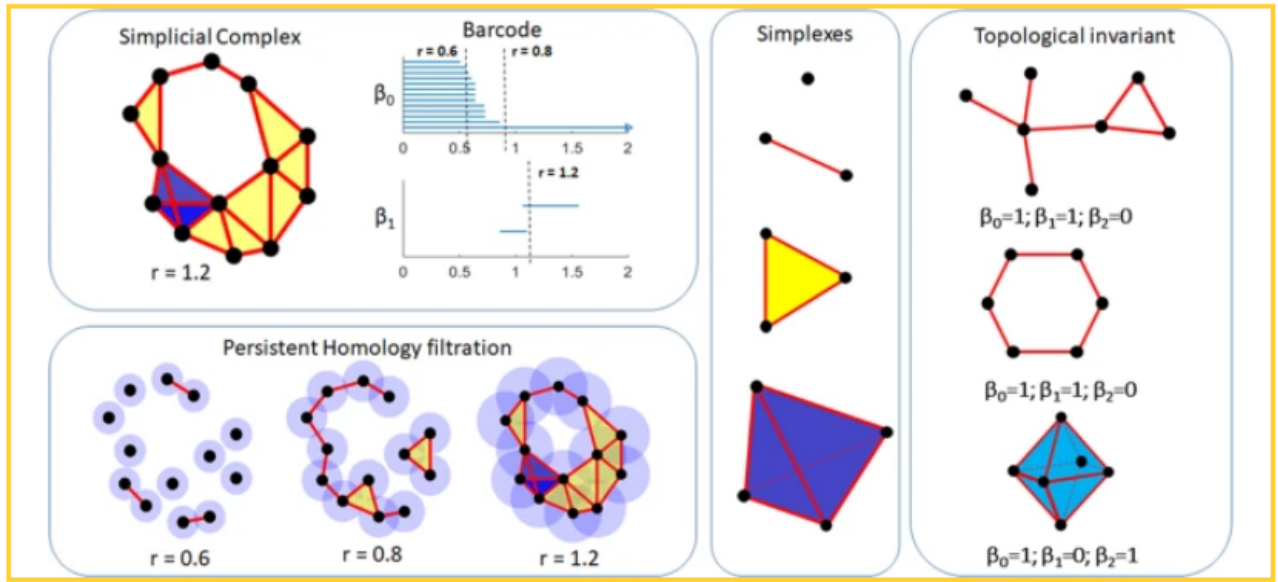 Simplicial Complex
r = 1.2
Barcode
r = 0.6
r = 0.8
β₀
0 0.5 1 1.5 2
r = 1.2
β₁
0 0.5 1 1.5 2
Persistent Homology filtration
r = 0.6
r = 0.8
r = 1.2
Simplexes
Topological invariant
β₀=1; β₁=1; β₂=0
β₀=1; β₁=1; β₂=0
β₀=1; β₁=0; β₂=1